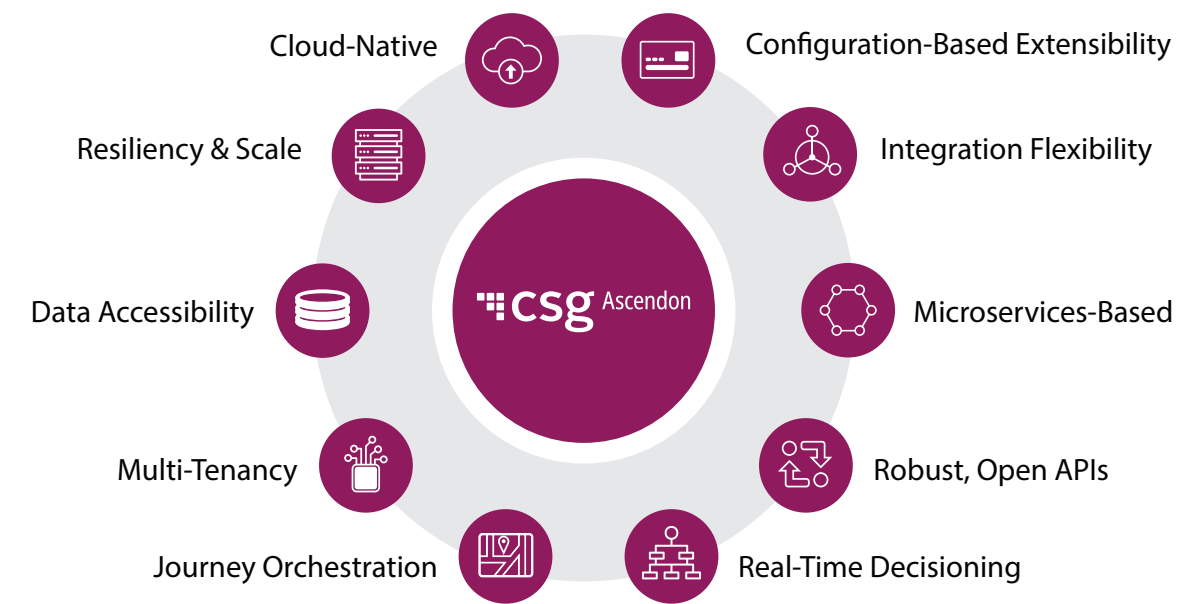 Cloud-Native
Configuration-Based Extensibility
Resiliency & Scale
Integration Flexibility
Data Accessibility
csg Ascendon
Microservices-Based
Multi-Tenancy
Robust, Open APIs
Journey Orchestration
Real-Time Decisioning